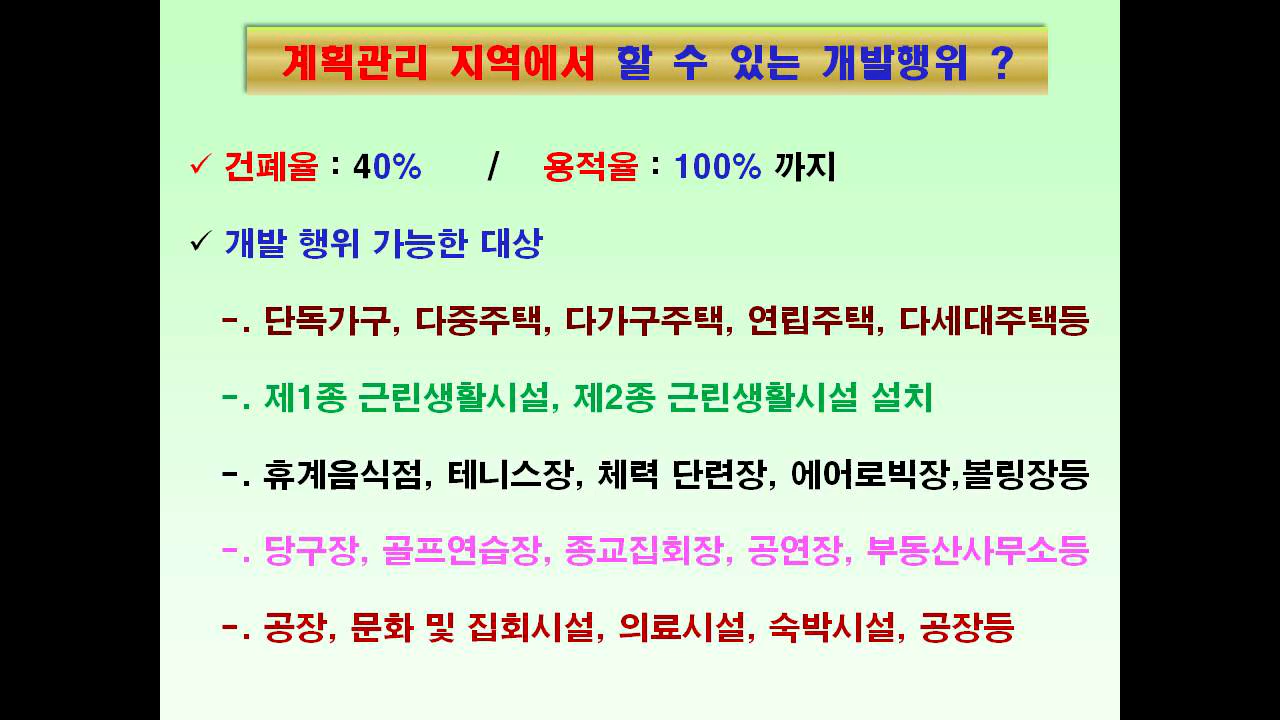 계획관리 지역에서 할 수 있는 개발행위 ?
✓ 건폐율 : 40% / 용적율 : 100% 까지
✓ 개발 행위 가능한 대상
-. 단독가구, 다중주택, 다가구주택, 연립주택, 다세대주택등
-. 제1종 근린생활시설, 제2종 근린생활시설 설치
-. 휴계음식점, 테니스장, 체력 단련장, 에어로빅장,볼링장등
-. 당구장, 골프연습장, 종교집회장, 공연장, 부동산사무소등
-. 공장, 문화 및 집회시설, 의료시설, 숙박시설, 공장등